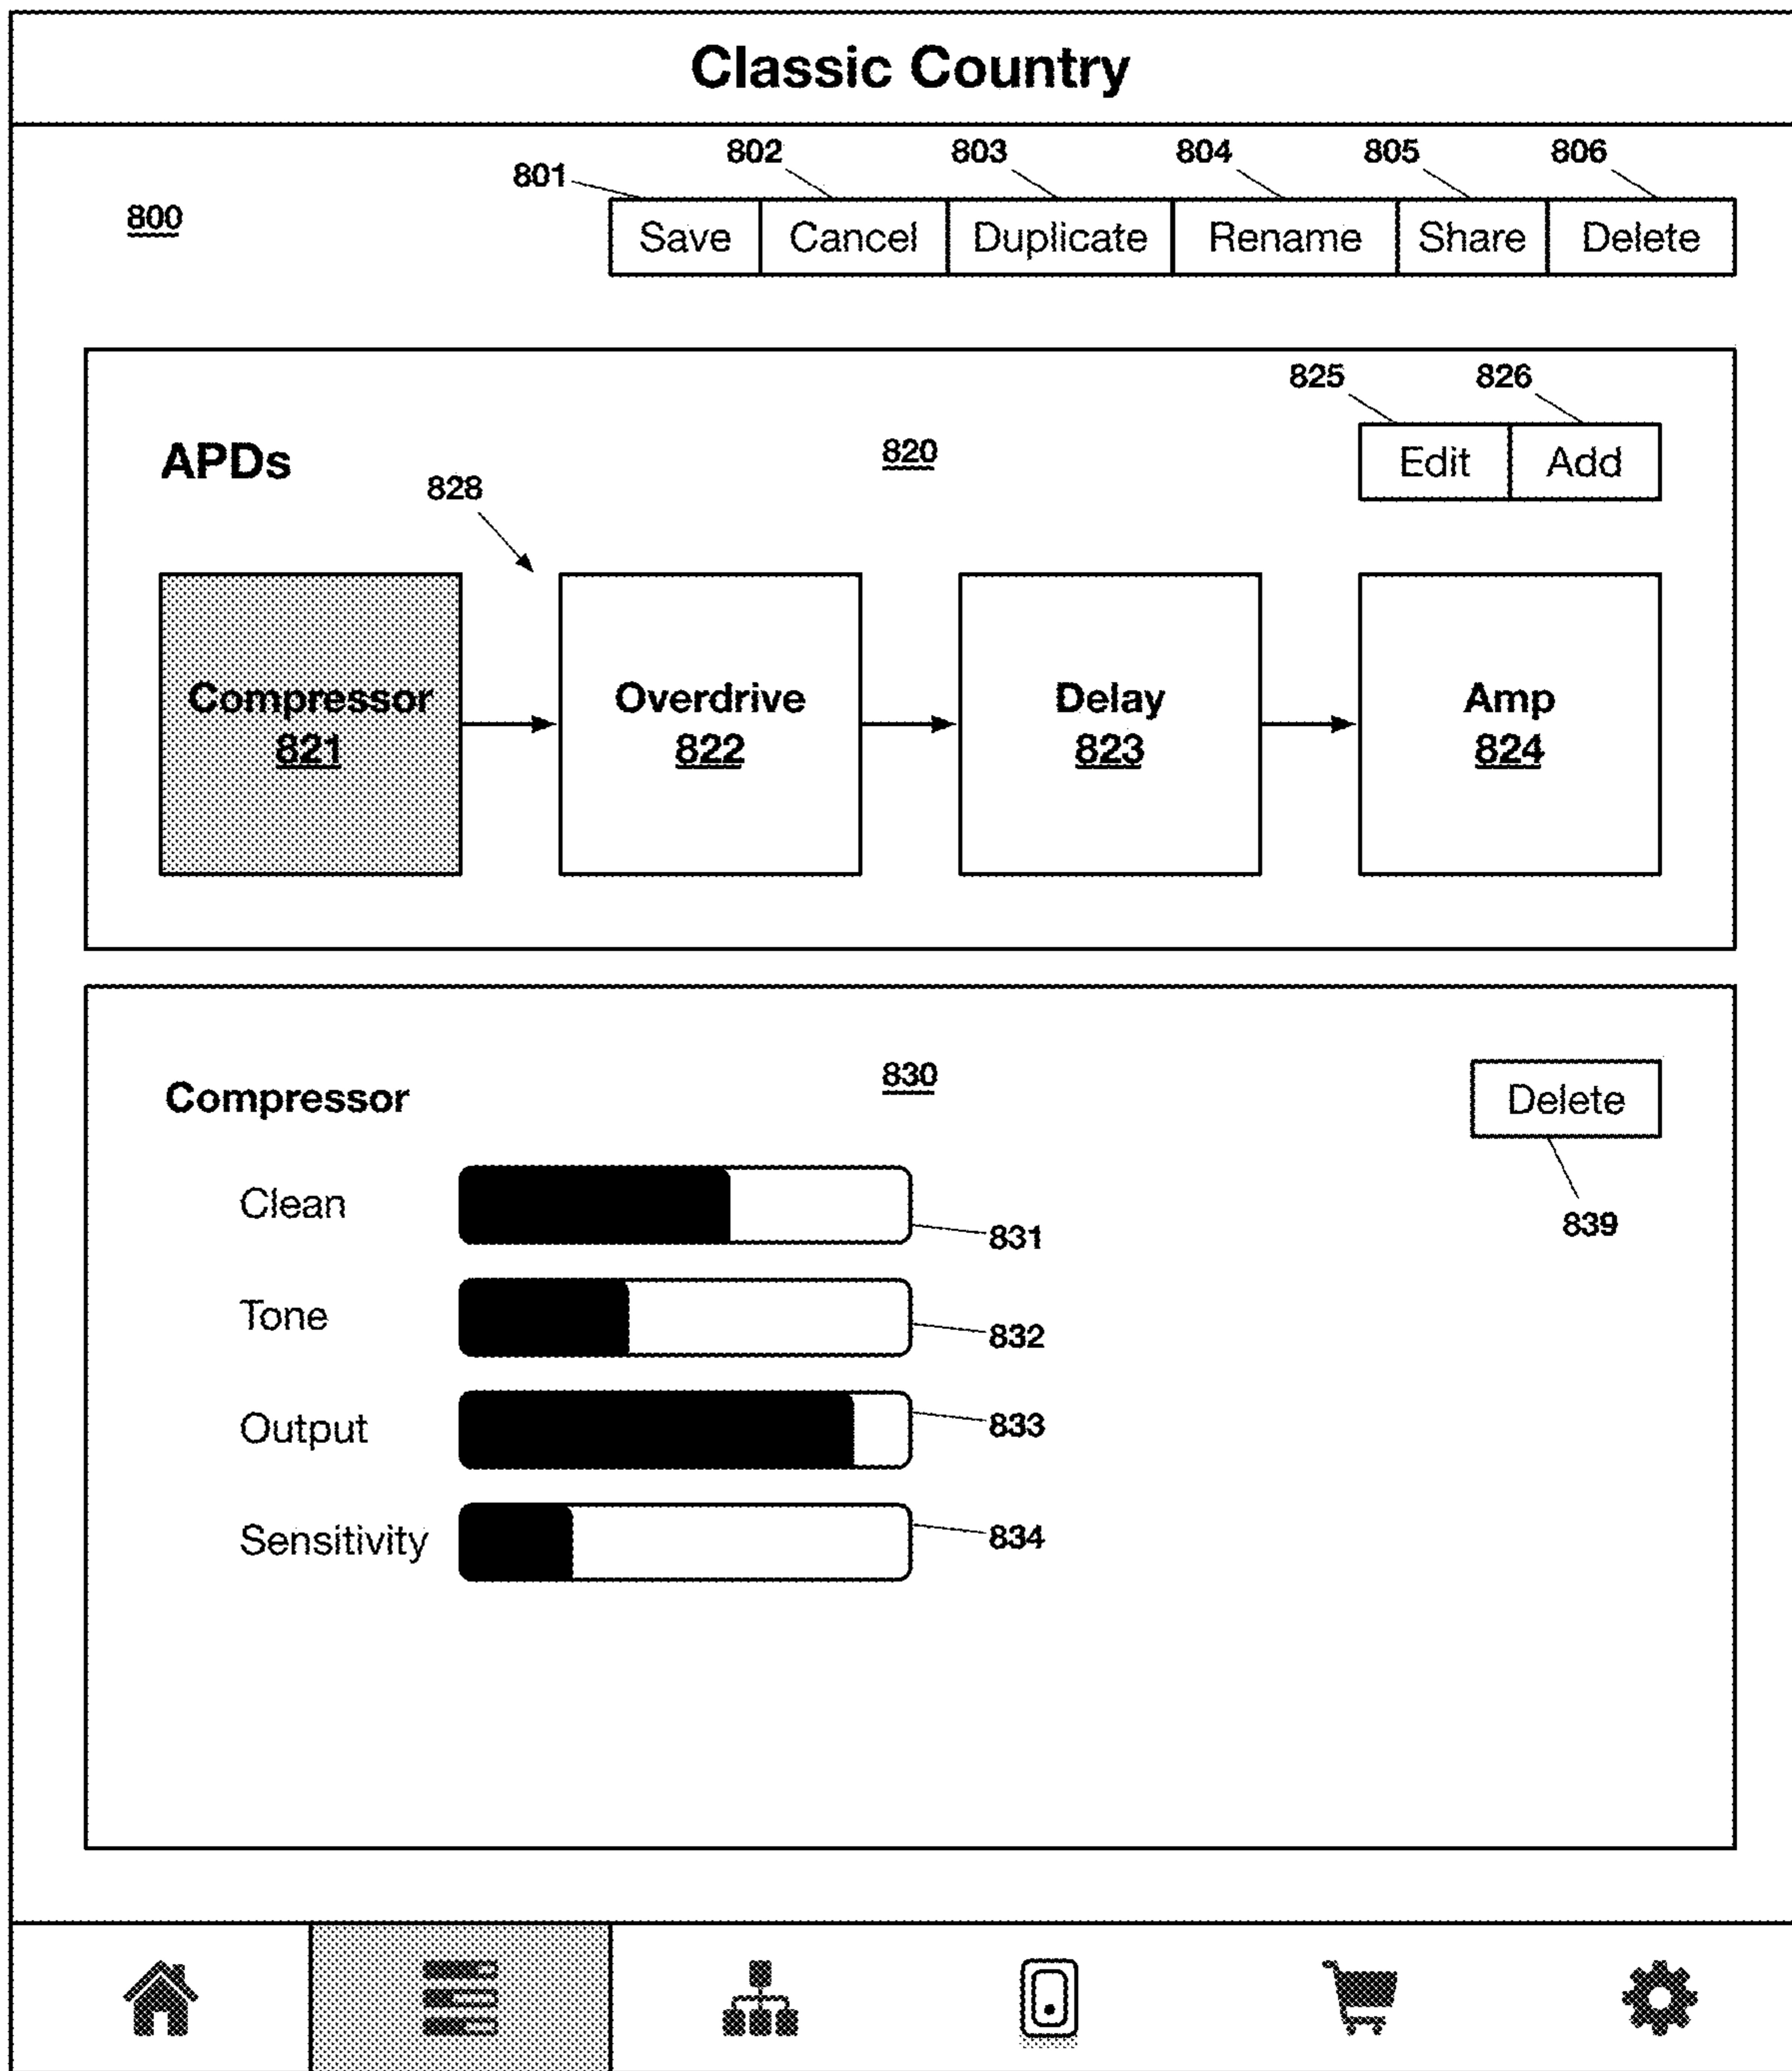 Classic Country
802 803 804 805 806
801
800
Save Cancel Duplicate Rename Share Delete
825 826
APDs 820 Edit Add
828
Compressor Overdrive Delay Amp
821 822 823 824
Compressor 830 Delete
839
Clean 831
Tone 832
Output 833
Sensitivity 834